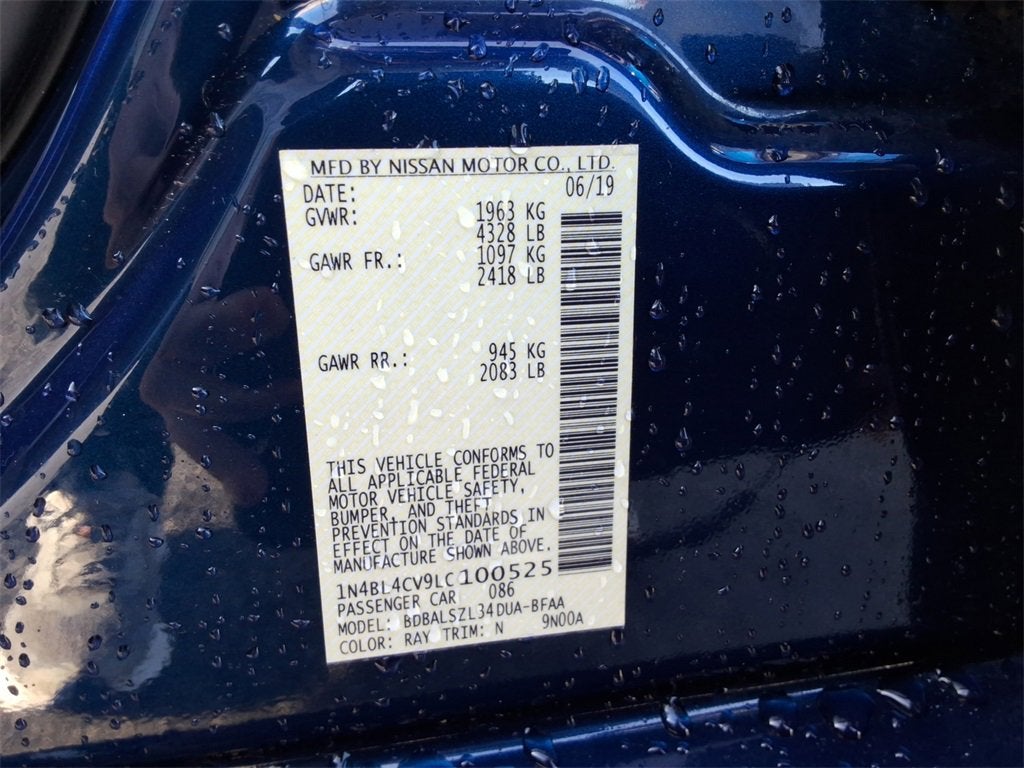 MFD BY NISSAN MOTOR CO., LTD.
DATE: 06/19
GVWR: 1963 KG
4328 LB
GAWR FR.: 1097 KG
2418 LB
GAWR RR.: 945 KG
2083 LB
THIS VEHICLE CONFORMS TO
ALL APPLICABLE FEDERAL
MOTOR VEHICLE SAFETY,
BUMPER, AND THEFT
PREVENTION STANDARDS IN
EFFECT ON THE DATE OF
MANUFACTURE SHOWN ABOVE.
1N4BL4CV9LC100525
PASSENGER CAR 086
MODEL: BDBALSZL34DUA-BFAA
COLOR: RAY TRIM: N 9N00A